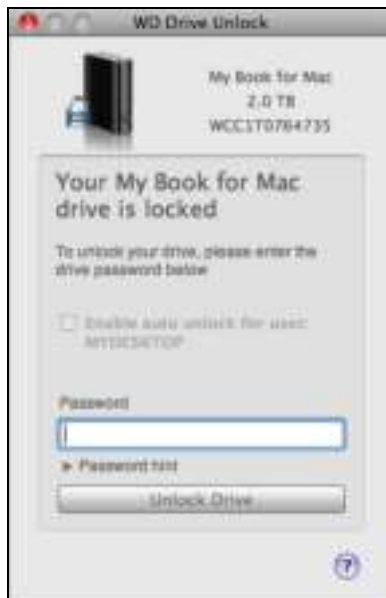 WD Drive Unlock
My Book for Mac
2.0 TB
WCC1T0764735
Your My Book for Mac
drive is locked
To unlock your drive, please enter the
drive password below
Enable auto unlock for user:
MYDESKTOP
Password
Password hint
Unlock Drive
?